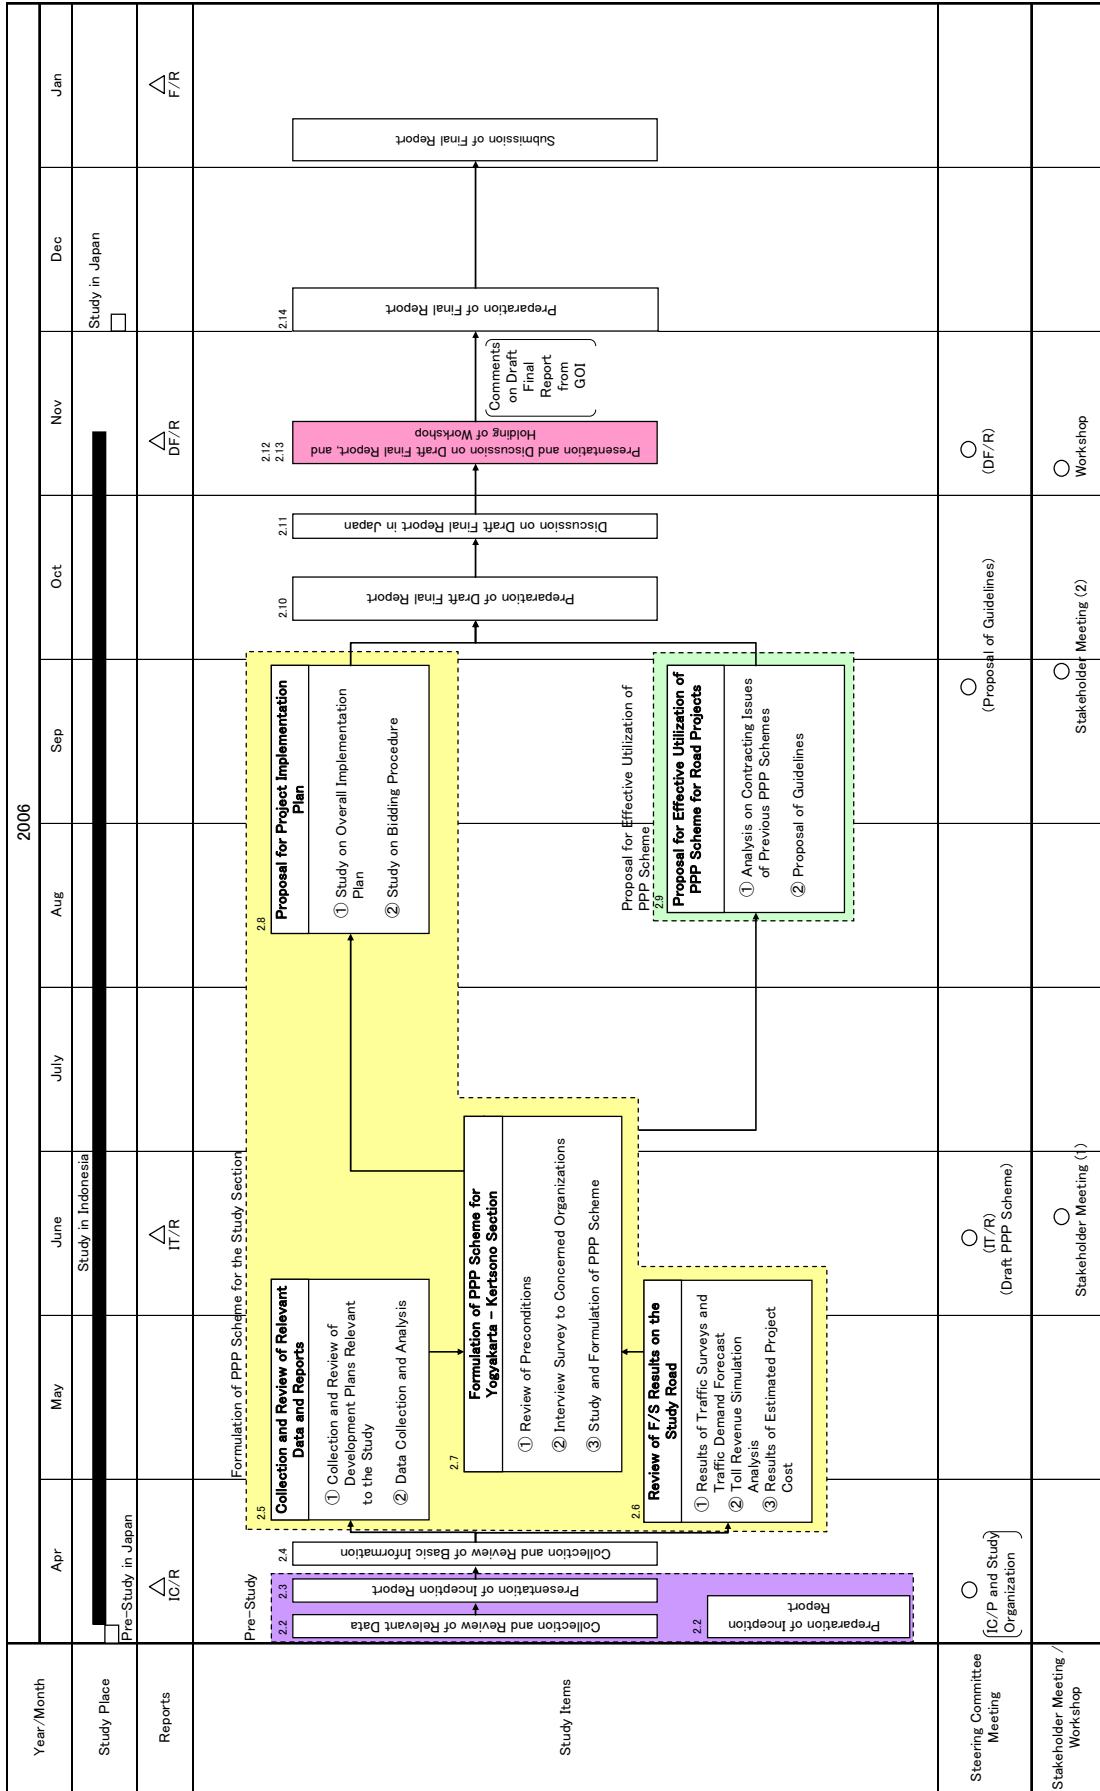 Year/Month
2006
Apr
May
June
July
Aug
Sep
Oct
Nov
Dec
Jan
Study Place
Pre-Study in Japan
Study in Indonesia
Study in Japan
Reports
IC/R
IT/R
DF/R
F/R
Study Items
Pre-Study
2.2
Collection and Review of Relevant Data
2.3
Presentation of Inception Report
2.2
Preparation of Inception
Report
2.4
Collection and Review of Basic Information
Formulation of PPP Scheme for the Study Section
2.5
Collection and Review of Relevant
Data and Reports
① Collection and Review of
Development Plans Relevant
to the Study
② Data Collection and Analysis
2.7
Formulation of PPP Scheme for
Yogyakarta - Kertsono Section
① Review of Preconditions
② Interview Survey to Concerned Organizations
③ Study and Formulation of PPP Scheme
2.6
Review of F/S Results on the
Study Road
① Results of Traffic Surveys and
Traffic Demand Forecast
② Toll Revenue Simulation
Analysis
③ Results of Estimated Project
Cost
2.8
Proposal for Project Implementation
Plan
① Study on Overall Implementation
Plan
② Study on Bidding Procedure
Proposal for Effective Utilization of
PPP Scheme
2.9
Proposal for Effective Utilization of
PPP Scheme for Road Projects
① Analysis on Contracting Issues
of Previous PPP Schemes
② Proposal of Guidelines
2.10
Preparation of Draft Final Report
2.11
Discussion on Draft Final Report in Japan
2.12
2.13
Presentation and Discussion on Draft Final Report, and
Holding of Workshop
Comments
on Draft
Final
Report
from
GOI
2.14
Preparation of Final Report
Submission of Final Report
Steering Committee
Meeting
IC/P and Study
Organization
(IT/R)
(Draft PPP Scheme)
(Proposal of Guidelines)
(DF/R)
Stakeholder Meeting /
Workshop
Stakeholder Meeting (1)
Stakeholder Meeting (2)
Workshop